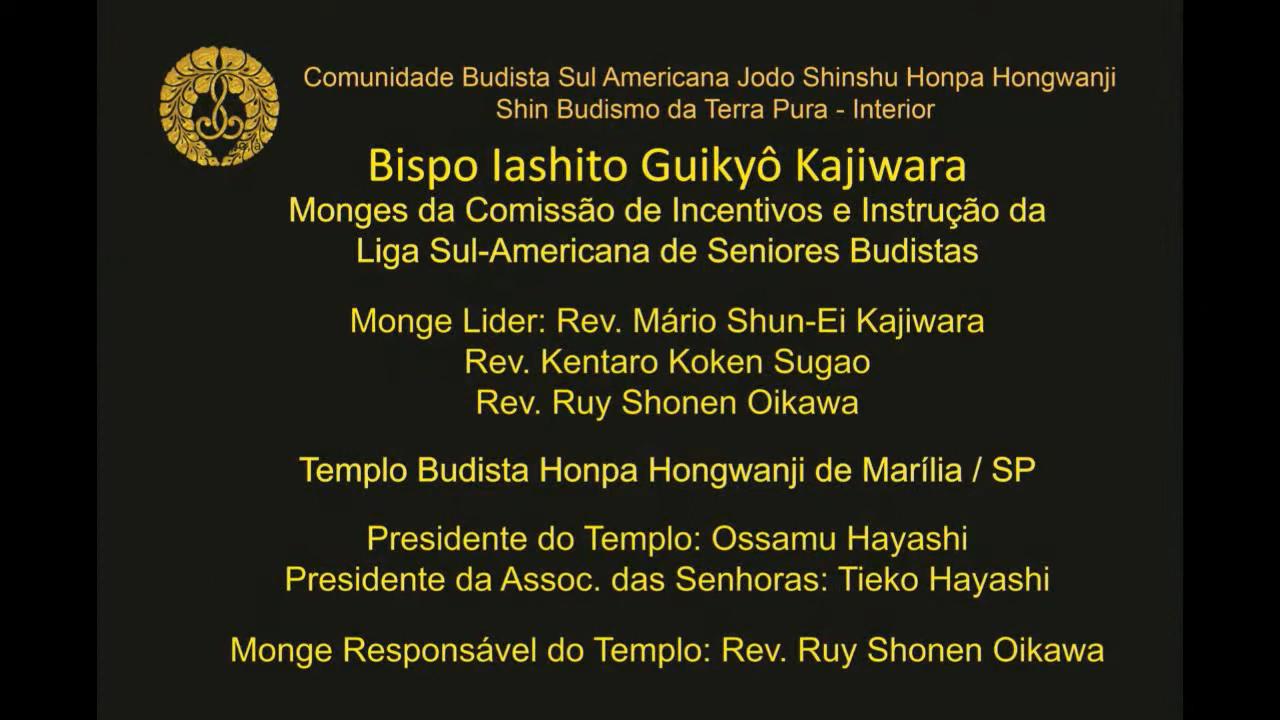 Comunidade Budista Sul Americana Jodo Shinshu Honpa Hongwanji
Shin Budismo da Terra Pura - Interior
Bispo Iashito Guikyô Kajiwara
Monges da Comissão de Incentivos e Instrução da
Liga Sul-Americana de Seniores Budistas
Monge Lider: Rev. Mário Shun-Ei Kajiwara
Rev. Kentaro Koken Sugao
Rev. Ruy Shonen Oikawa
Templo Budista Honpa Hongwanji de Marília / SP
Presidente do Templo: Ossamu Hayashi
Presidente da Assoc. das Senhoras: Tieko Hayashi
Monge Responsável do Templo: Rev. Ruy Shonen Oikawa